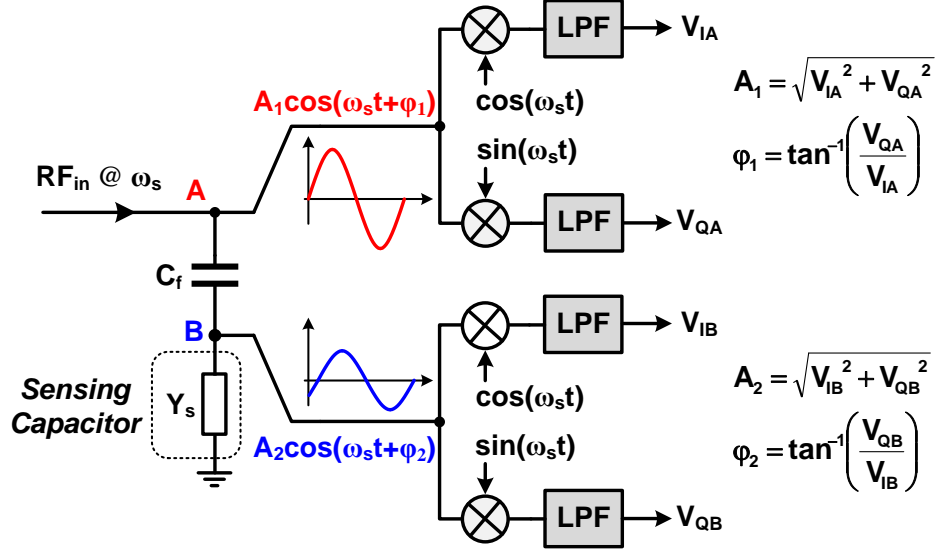 LPF
V_IA
cos(ω_st)
A₁cos(ω_st+φ₁)
sin(ω_st)
RF_in @ ω_s
A
LPF
V_QA
A₁ = √(V_IA² + V_QA²)
φ₁ = tan⁻¹(V_QA / V_IA)
C_f
B
LPF
V_IB
cos(ω_st)
Sensing
Capacitor
Y_s
A₂cos(ω_st+φ₂)
sin(ω_st)
LPF
V_QB
A₂ = √(V_IB² + V_QB²)
φ₂ = tan⁻¹(V_QB / V_IB)